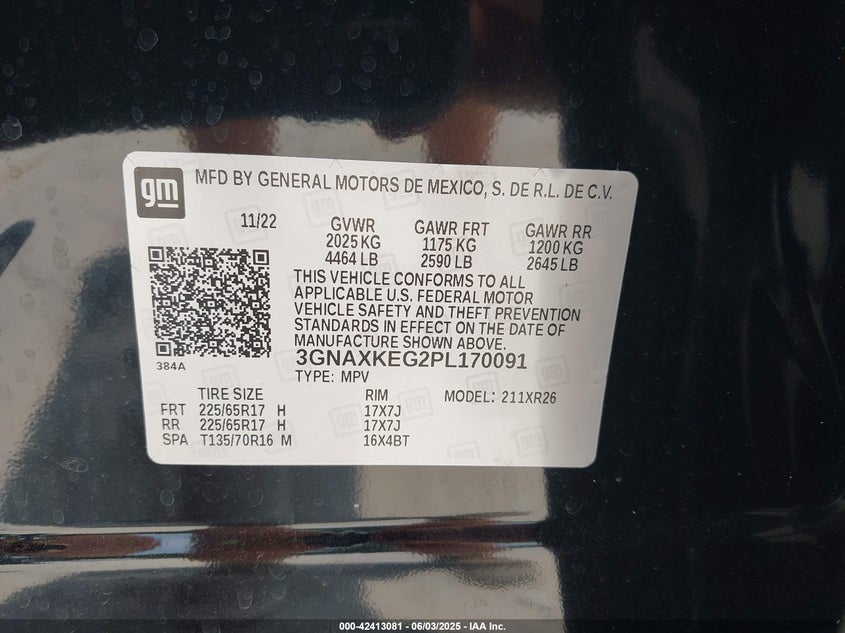 gm
MFD BY GENERAL MOTORS DE MEXICO, S. DE R.L. DE C.V.
11/22
GVWR GAWR FRT GAWR RR
2025 KG 1175 KG 1200 KG
4464 LB 2590 LB 2645 LB
THIS VEHICLE CONFORMS TO ALL
APPLICABLE U.S. FEDERAL MOTOR
VEHICLE SAFETY AND THEFT PREVENTION
STANDARDS IN EFFECT ON THE DATE OF
MANUFACTURE SHOWN ABOVE.
384A
3GNAXKEG2PL170091
TYPE: MPV
TIRE SIZE RIM MODEL: 211XR26
FRT 225/65R17 H 17X7J
RR 225/65R17 H 17X7J
SPA T135/70R16 M 16X4BT
000-42413081 - 06/03/2025 - IAA Inc.